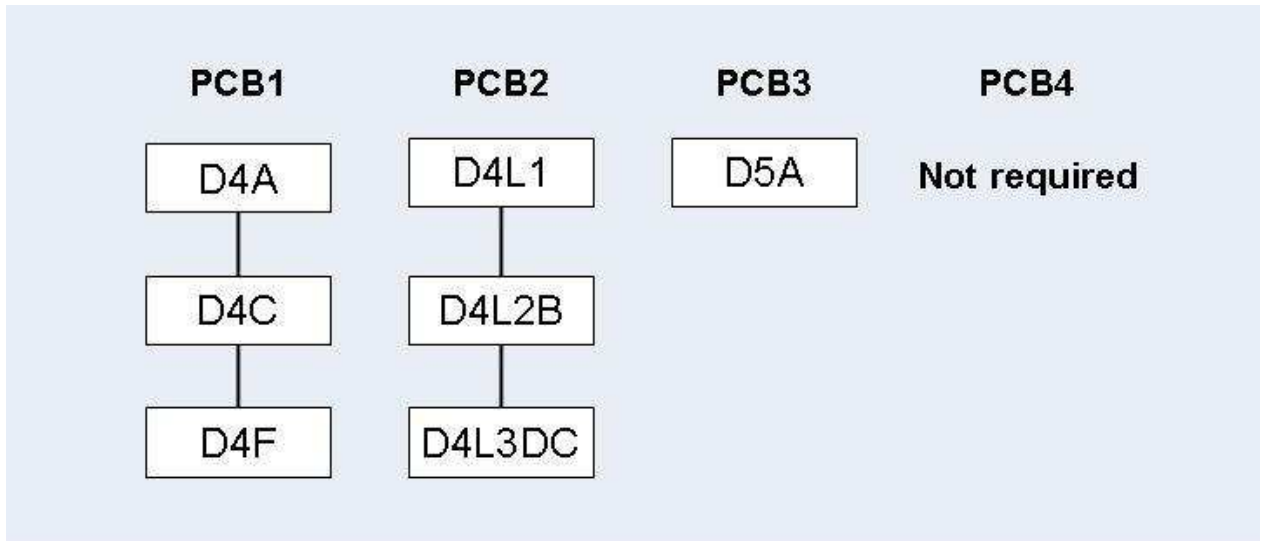 PCB1 PCB2 PCB3 PCB4
D4A D4L1 D5A Not required
D4C D4L2B
D4F D4L3DC